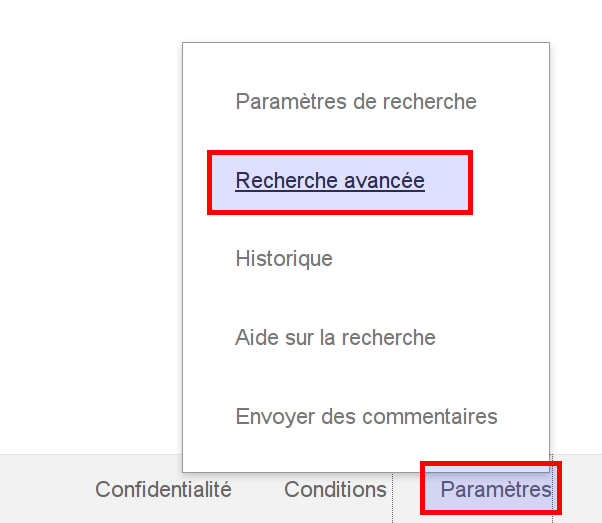 Paramètres de recherche
Recherche avancée
Historique
Aide sur la recherche
Envoyer des commentaires
Confidentialité Conditions Paramètres